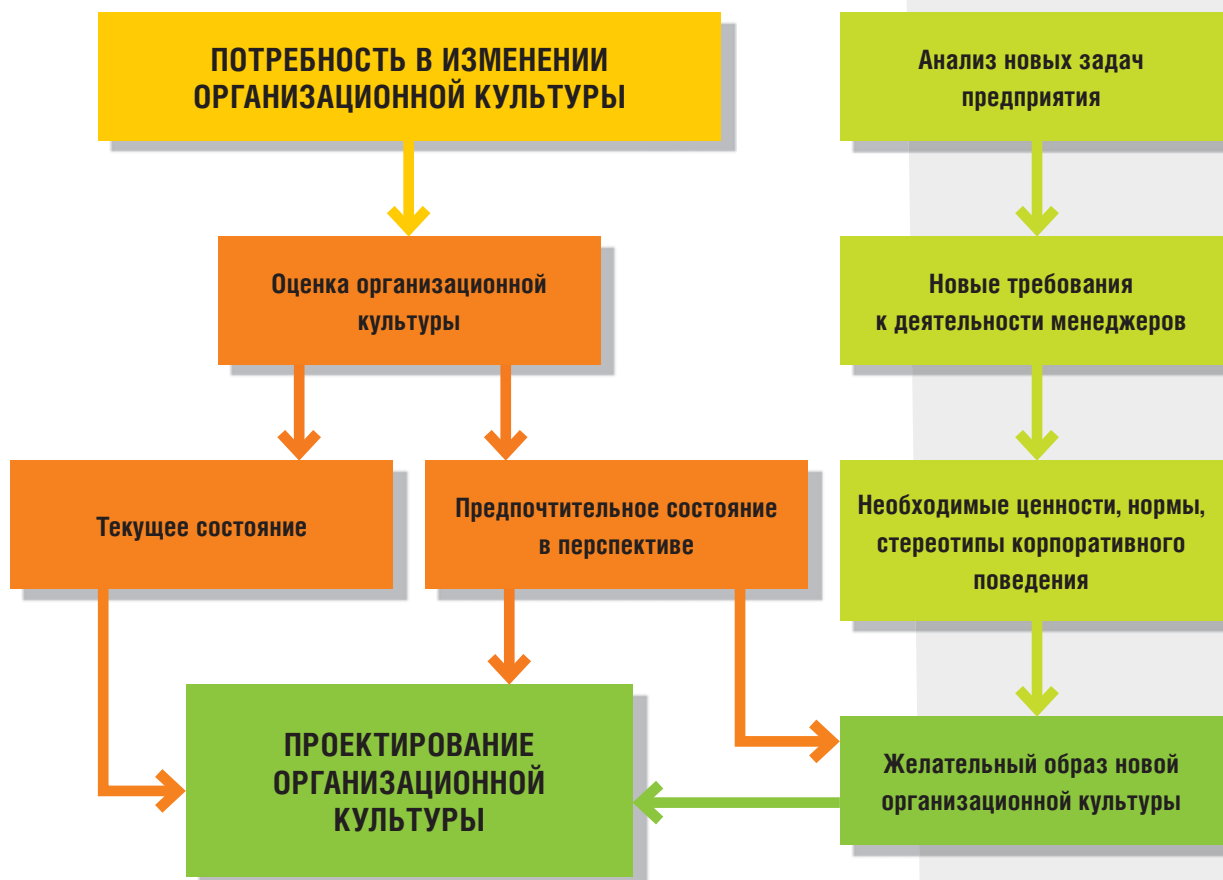 ПОТРЕБНОСТЬ В ИЗМЕНЕНИИ
ОРГАНИЗАЦИОННОЙ КУЛЬТУРЫ
Анализ новых задач
предприятия
Оценка организационной
культуры
Новые требования
к деятельности менеджеров
Текущее состояние
Предпочтительное состояние
в перспективе
Необходимые ценности, нормы,
стереотипы корпоративного
поведения
ПРОЕКТИРОВАНИЕ
ОРГАНИЗАЦИОННОЙ
КУЛЬТУРЫ
Желательный образ новой
организационной культуры